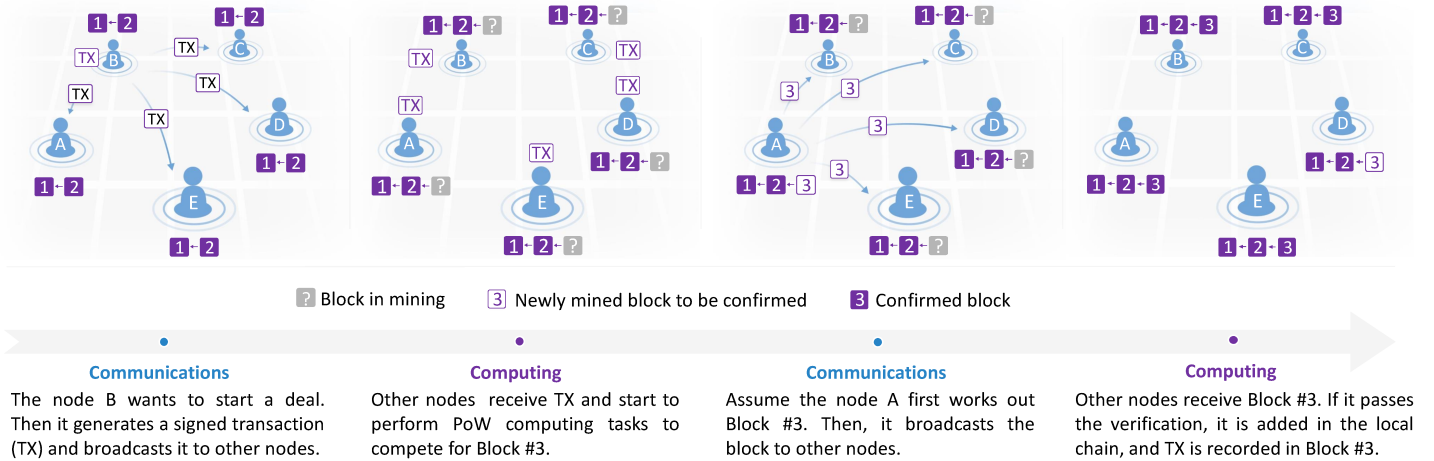 1 2
1 2
TX
B
TX
C
TX
TX
TX
A
D
E
1 2
1 2
1 2
1 2 ?
1 2 ?
TX
B
C
TX
TX
TX
A
D
TX
E
1 2 ?
1 2 ?
1 2 ?
1 2 ?
1 2 ?
B
C
3
3
A
3
D
3
E
1 2 3
1 2 ?
1 2 ?
1 2 3
1 2 3
B
C
A
D
E
1 2 3
1 2 3
1 2 3
? Block in mining
3 Newly mined block to be confirmed
3 Confirmed block
Communications
The node B wants to start a deal.
Then it generates a signed transaction
(TX) and broadcasts it to other nodes.
Computing
Other nodes receive TX and start to
perform PoW computing tasks to
compete for Block #3.
Communications
Assume the node A first works out
Block #3. Then, it broadcasts the
block to other nodes.
Computing
Other nodes receive Block #3. If it passes
the verification, it is added in the local
chain, and TX is recorded in Block #3.